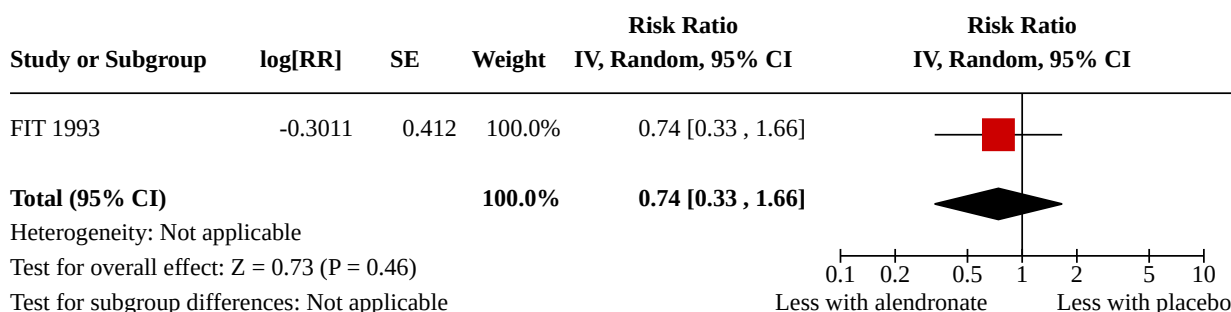 Risk Ratio Risk Ratio
Study or Subgroup log[RR] SE Weight IV, Random, 95% CI IV, Random, 95% CI
FIT 1993 -0.3011 0.412 100.0% 0.74 [0.33 , 1.66]
Total (95% CI) 100.0% 0.74 [0.33 , 1.66]
Heterogeneity: Not applicable
Test for overall effect: Z = 0.73 (P = 0.46)
0.1 0.2 0.5 1 2 5 10
Test for subgroup differences: Not applicable Less with alendronate Less with placebo